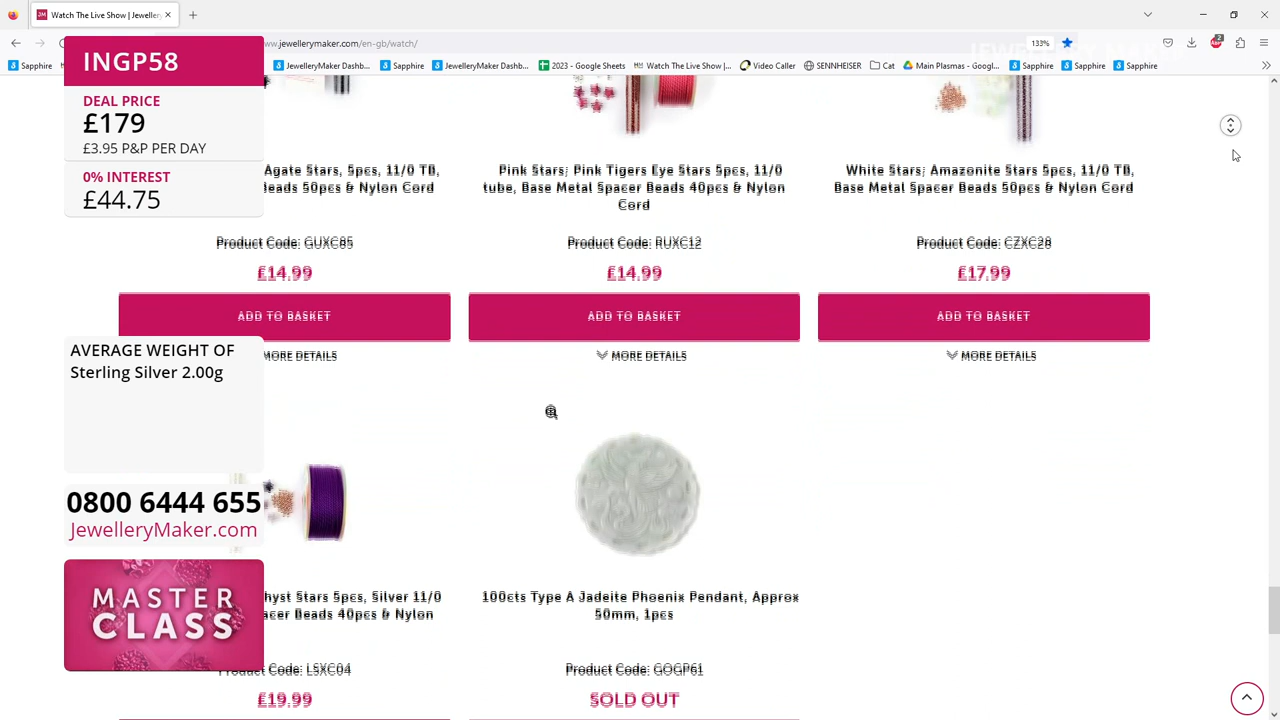 Watch The Live Show | Jeweller
ww.jewellerymaker.com/en-gb/watch/
133%
Sapphire
JewelleryMaker Dashb...
Sapphire
JewelleryMaker Dashb...
2023 - Google Sheets
Watch The Live Show |...
Video Caller
SENNHEISER
Cat
Main Plasmas - Googl...
Sapphire
Sapphire
Sapphire
INGP58
DEAL PRICE
£179
£3.95 P&P PER DAY
0% INTEREST
£44.75
Agate Stars, 5pcs, 11/0 TB,
Beads 50pcs & Nylon Cord
Product Code: GUXC85
£14.99
ADD TO BASKET
MORE DETAILS
Pink Stars; Pink Tigers Eye Stars 5pcs, 11/0
tube, Base Metal Spacer Beads 40pcs & Nylon
Cord
Product Code: RUXC12
£14.99
ADD TO BASKET
MORE DETAILS
White Stars; Amazonite Stars 5pcs, 11/0 TB,
Base Metal Spacer Beads 50pcs & Nylon Cord
Product Code: CZXC28
£17.99
ADD TO BASKET
MORE DETAILS
AVERAGE WEIGHT OF
Sterling Silver 2.00g
0800 6444 655
JewelleryMaker.com
MASTER
CLASS
hyst Stars 5pcs, Silver 11/0
acer Beads 40pcs & Nylon
Product Code: LSXC04
£19.99
100cts Type A Jadeite Phoenix Pendant, Approx
50mm, 1pcs
Product Code: GOGP61
SOLD OUT